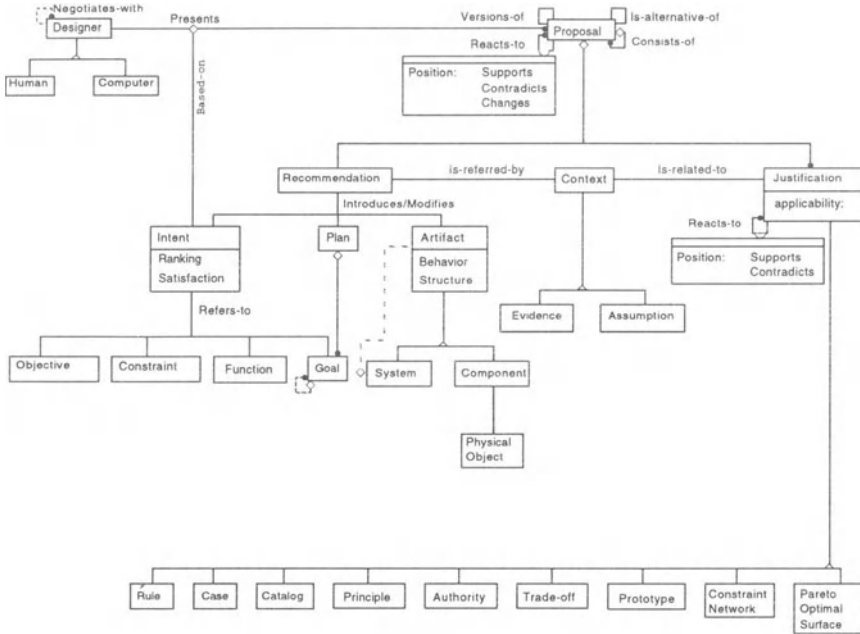 Negotiates-with
Designer
Presents
Versions-of
Is-alternative-of
Proposal
Reacts-to
Consists-of
Human
Computer
Based-on
Position: Supports
Contradicts
Changes
Recommendation
is-referred-by
Context
Is-related-to
Justification
applicability:
Introduces/Modifies
Reacts-to
Intent
Ranking
Satisfaction
Plan
Artifact
Behavior
Structure
Position: Supports
Contradicts
Refers-to
Evidence
Assumption
Objective
Constraint
Function
Goal
System
Component
Physical
Object
Rule
Case
Catalog
Principle
Authority
Trade-off
Prototype
Constraint
Network
Pareto
Optimal
Surface